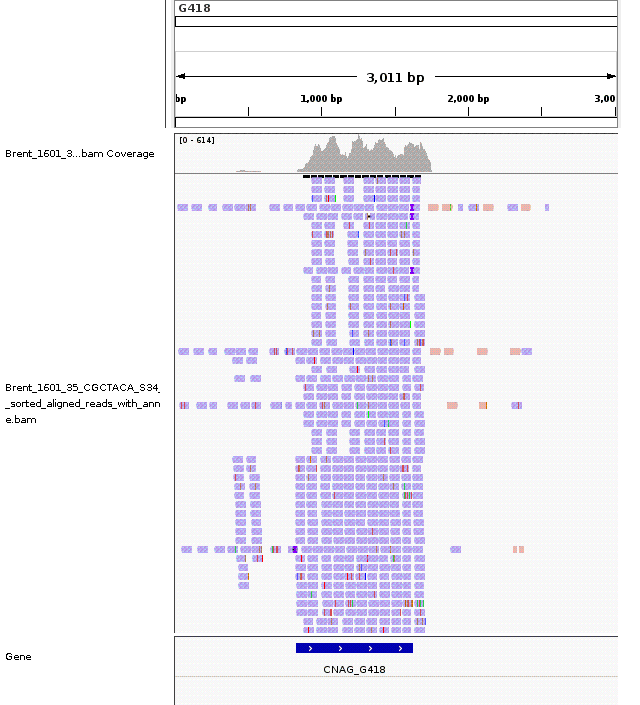 G418
3,011 bp
bp 1,000 bp 2,000 bp 3,00
[0 - 614]
Brent_1601_3...bam Coverage
Brent_1601_35_CGCTACA_S34_
_sorted_aligned_reads_with_ann
e.bam
Gene
CNAG_G418